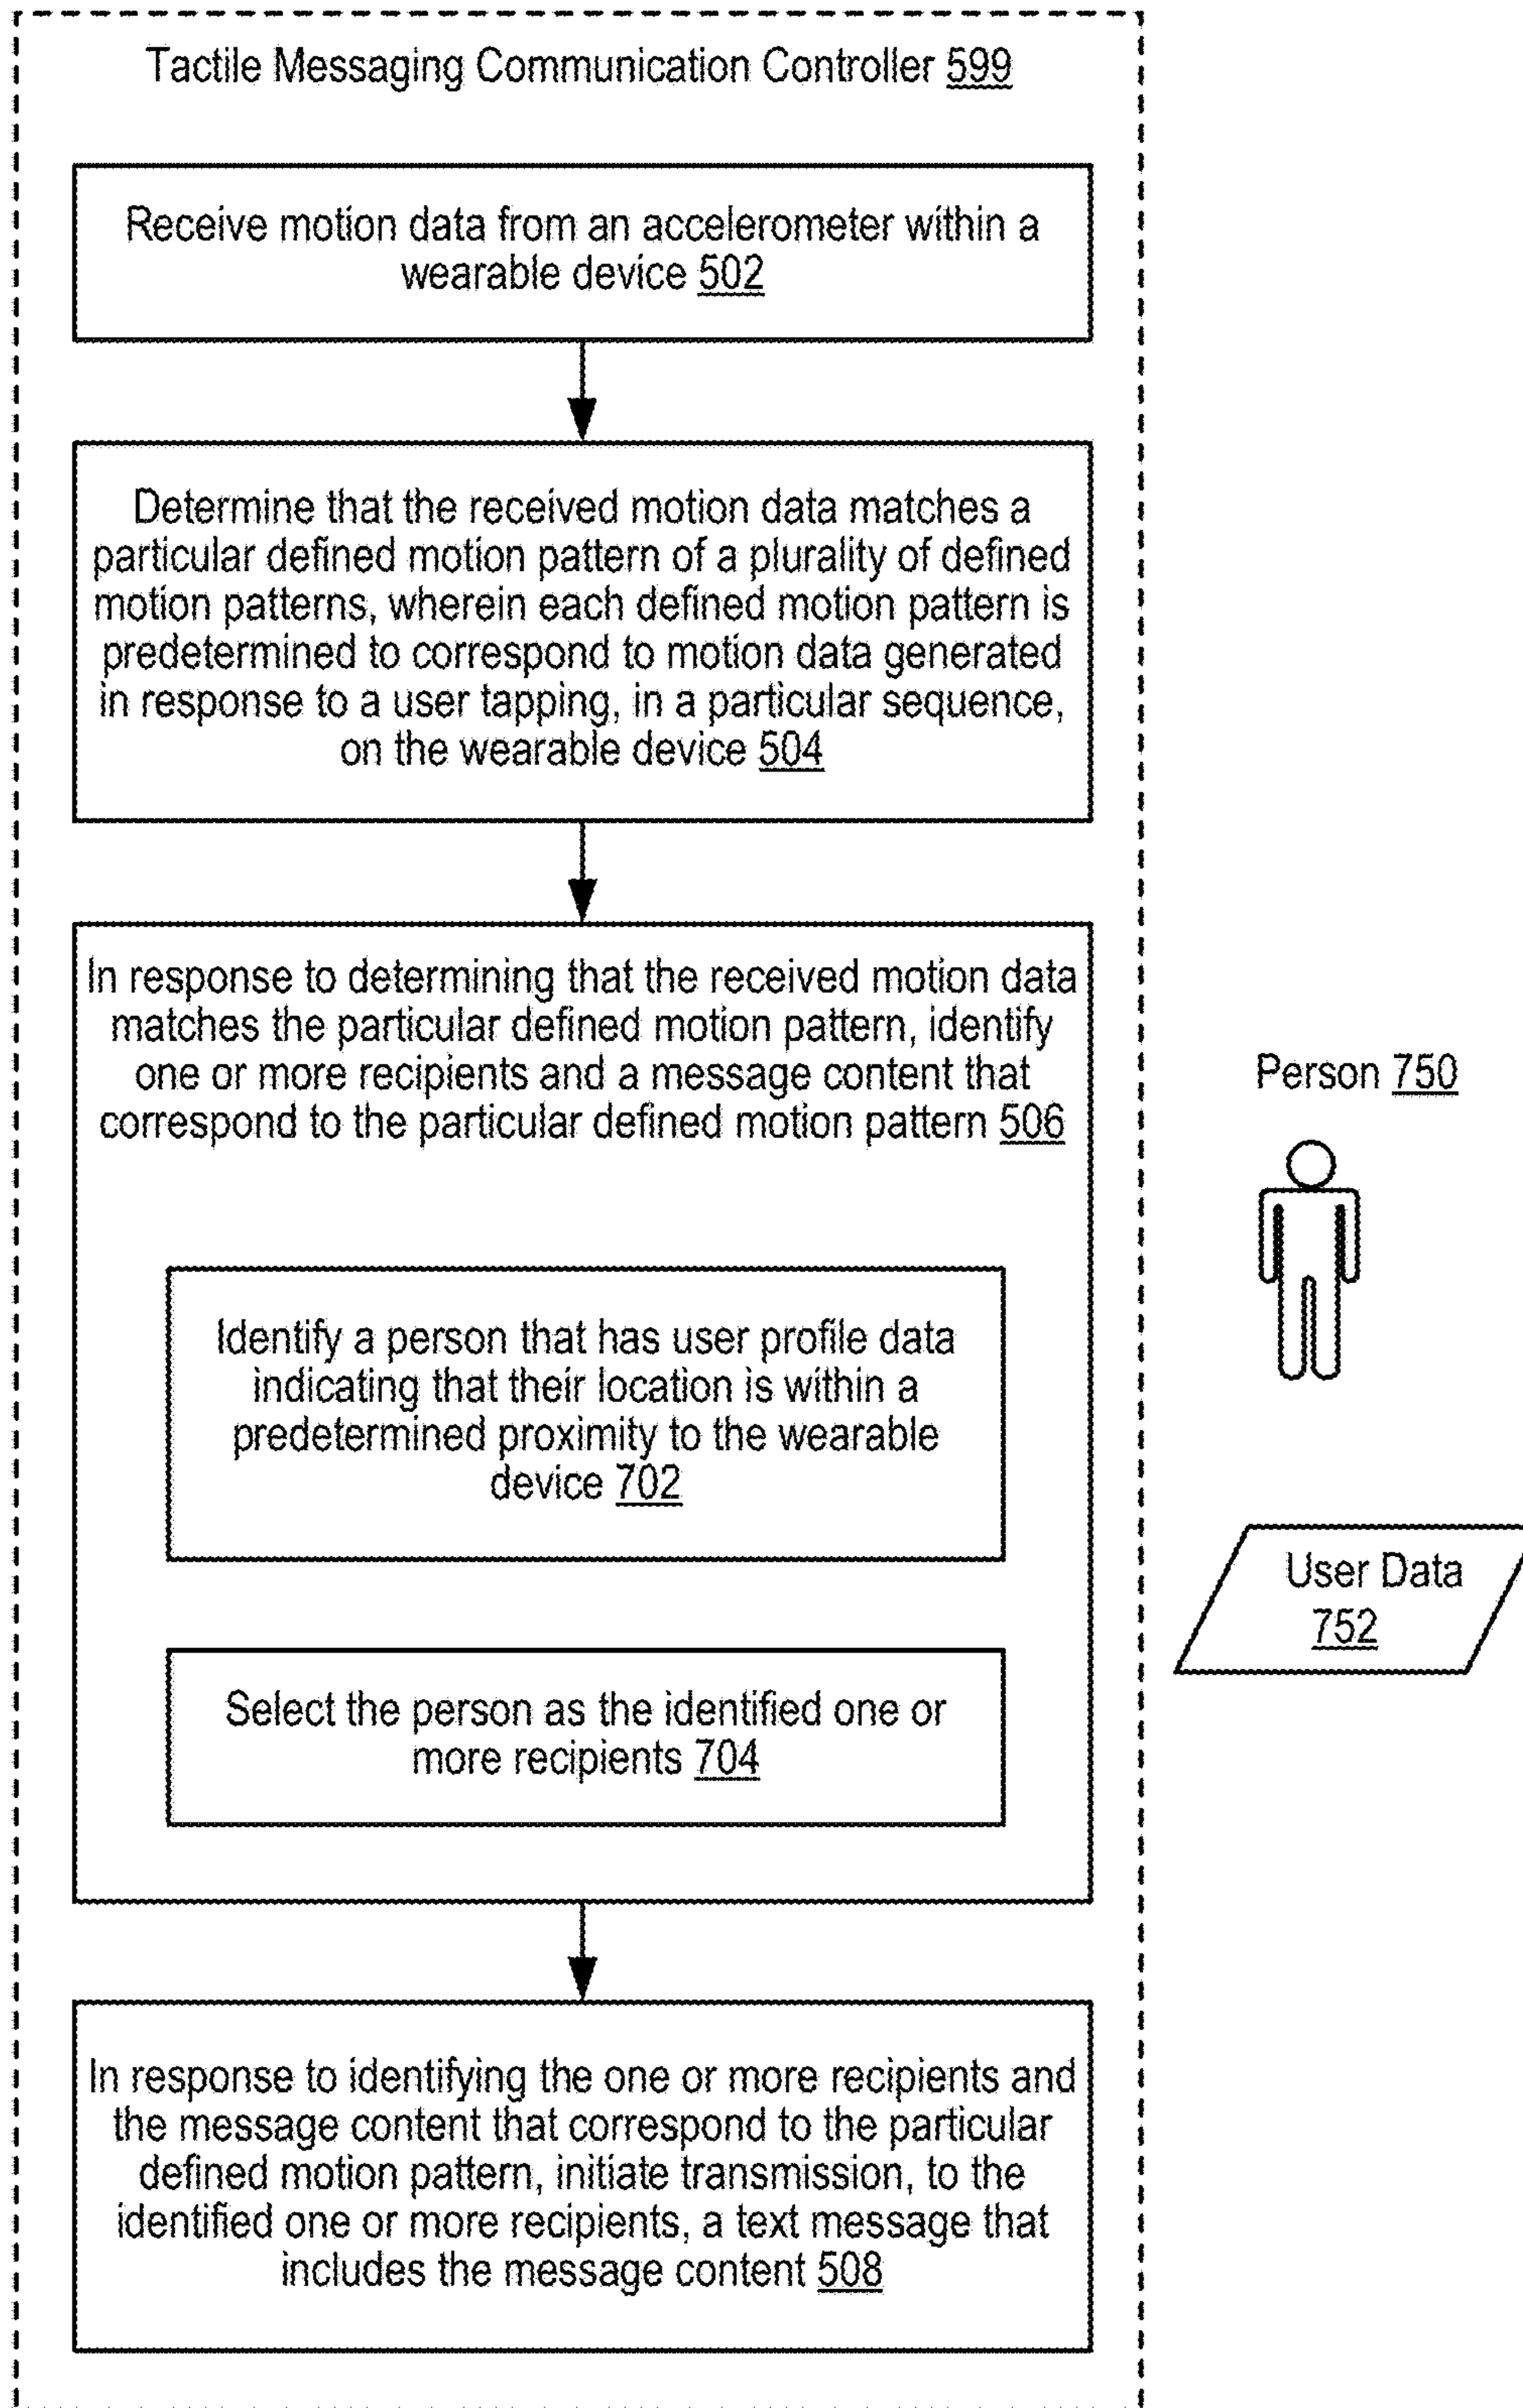 Tactile Messaging Communication Controller 599
Receive motion data from an accelerometer within a
wearable device 502
Determine that the received motion data matches a
particular defined motion pattern of a plurality of defined
motion patterns, wherein each defined motion pattern is
predetermined to correspond to motion data generated
in response to a user tapping, in a particular sequence,
on the wearable device 504
In response to determining that the received motion data
matches the particular defined motion pattern, identify
one or more recipients and a message content that
correspond to the particular defined motion pattern 506
Identify a person that has user profile data
indicating that their location is within a
predetermined proximity to the wearable
device 702
Select the person as the identified one or
more recipients 704
In response to identifying the one or more recipients and
the message content that correspond to the particular
defined motion pattern, initiate transmission, to the
identified one or more recipients, a text message that
includes the message content 508
Person 750
User Data
752